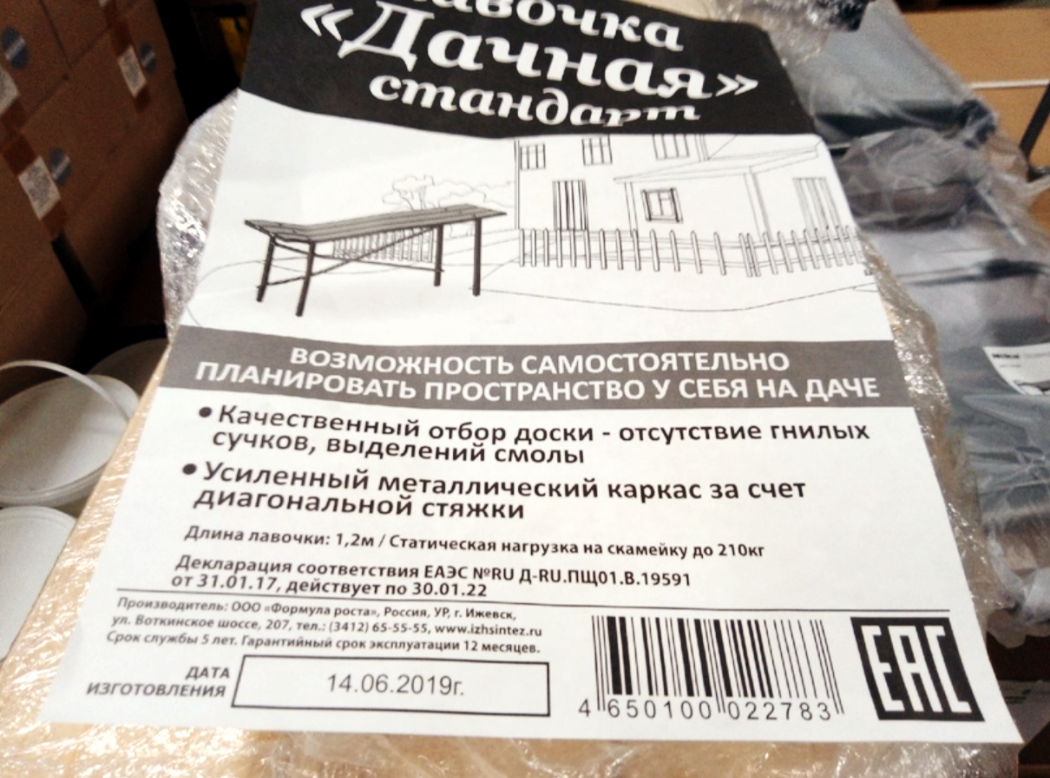 Лавочка
«Дачная»
стандарт
ВОЗМОЖНОСТЬ САМОСТОЯТЕЛЬНО
ПЛАНИРОВАТЬ ПРОСТРАНСТВО У СЕБЯ НА ДАЧЕ
• Качественный отбор доски - отсутствие гнилых
сучков, выделений смолы
• Усиленный металлический каркас за счет
диагональной стяжки
Длина лавочки: 1,2м / Статическая нагрузка на скамейку до 210кг
Декларация соответствия ЕАЭС №RU Д-RU.ПЩ01.В.19591
от 31.01.17, действует по 30.01.22
Производитель: ООО «Формула роста», Россия, УР, г. Ижевск,
ул. Воткинское шоссе, 207, тел.: (3412) 65-55-55, www.izhsintez.ru
Срок службы 5 лет. Гарантийный срок эксплуатации 12 месяцев.
ДАТА
ИЗГОТОВЛЕНИЯ
14.06.2019г.
4 650100 022783
EAC